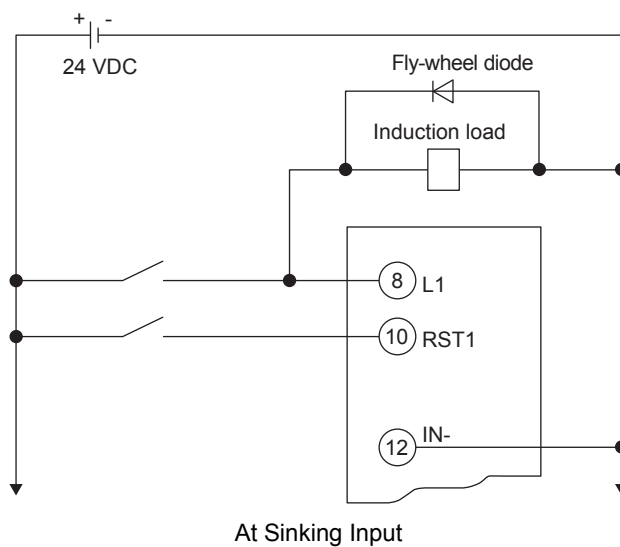 + -
24 VDC
Fly-wheel diode
Induction load
8 L1
10 RST1
12 IN-
At Sinking Input